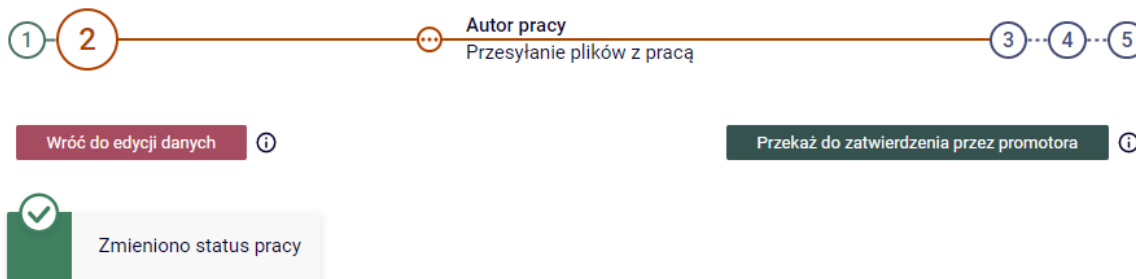 1
2
Autor pracy
Przesyłanie plików z pracą
3
4
5
Wróć do edycji danych
Przekaż do zatwierdzenia przez promotora
Zmieniono status pracy